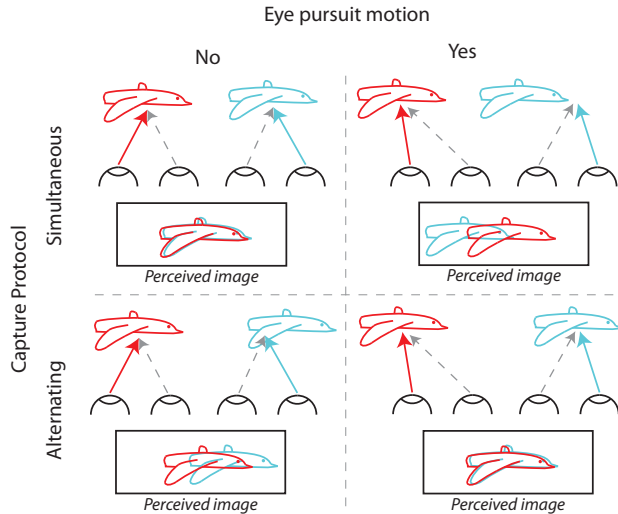 Eye pursuit motion
No
Yes
Capture Protocol
Simultaneous
Perceived image
Perceived image
Alternating
Perceived image
Perceived image